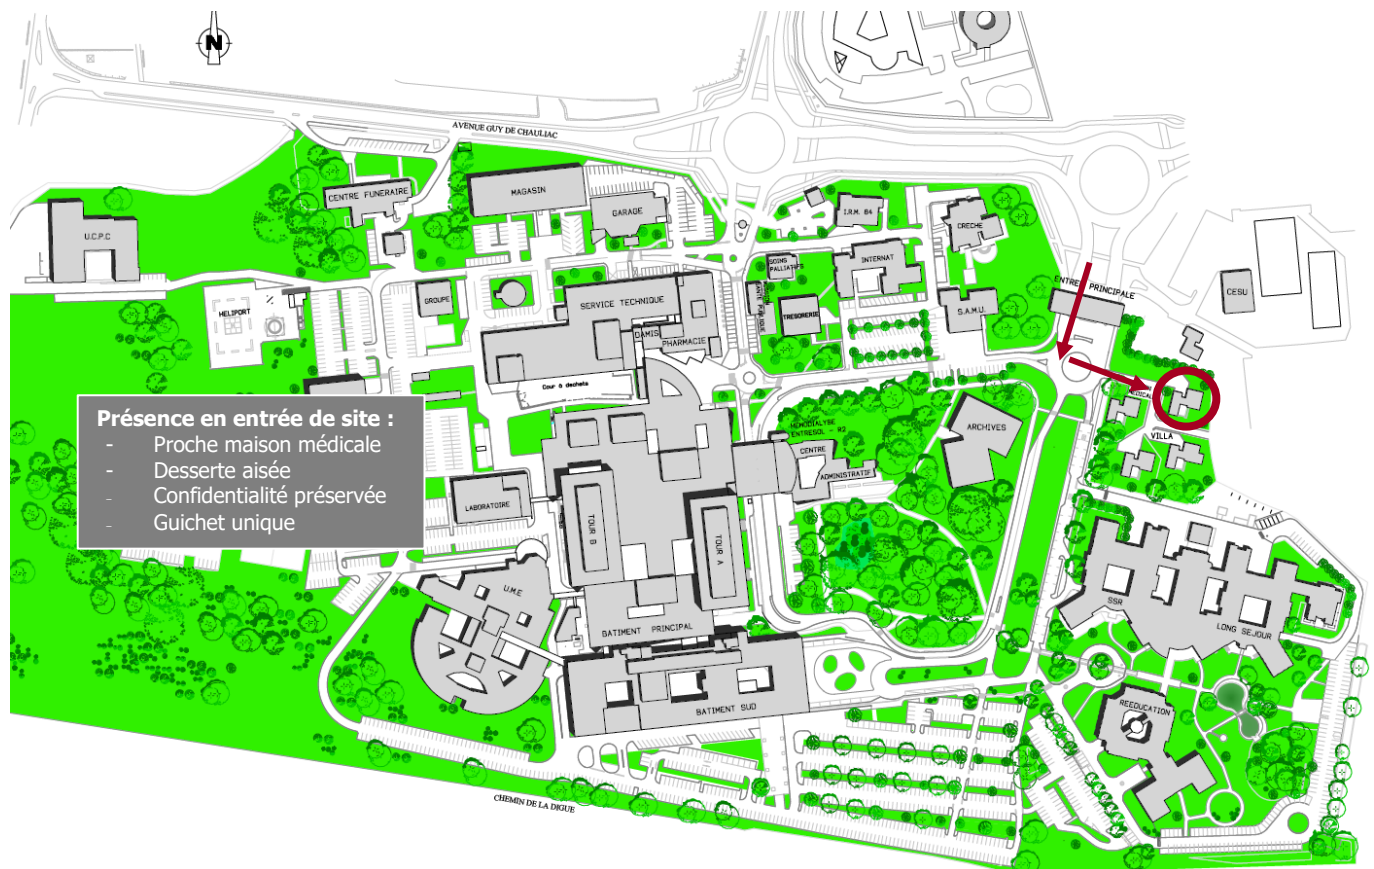 N
AVENUE GUY DE CHAULIAC
CENTRE FUNERAIRE
MAGASIN
GARAGE
I.R.M. 84
CRECHE
U.C.P.C
INTERNAT
SOINS
PALLIATIFS
ENTREE PRINCIPALE
CESU
HELIPORT
GROUPE
SERVICE TECHNIQUE
TRESORERIE
S.A.M.U.
DAMIS
PHARMACIE
Cour à dechets
Présence en entrée de site :
- Proche maison médicale
- Desserte aisée
- Confidentialité préservée
- Guichet unique
HEMODIALYSE
ENTRESOL - R2
ARCHIVES
VILLA
CENTRE
ADMINISTRATIF
LABORATOIRE
TOUR B
TOUR A
U.M.E
BATIMENT PRINCIPAL
SSR
LONG SEJOUR
BATIMENT SUD
REEDUCATION
CHEMIN DE LA DIGUE